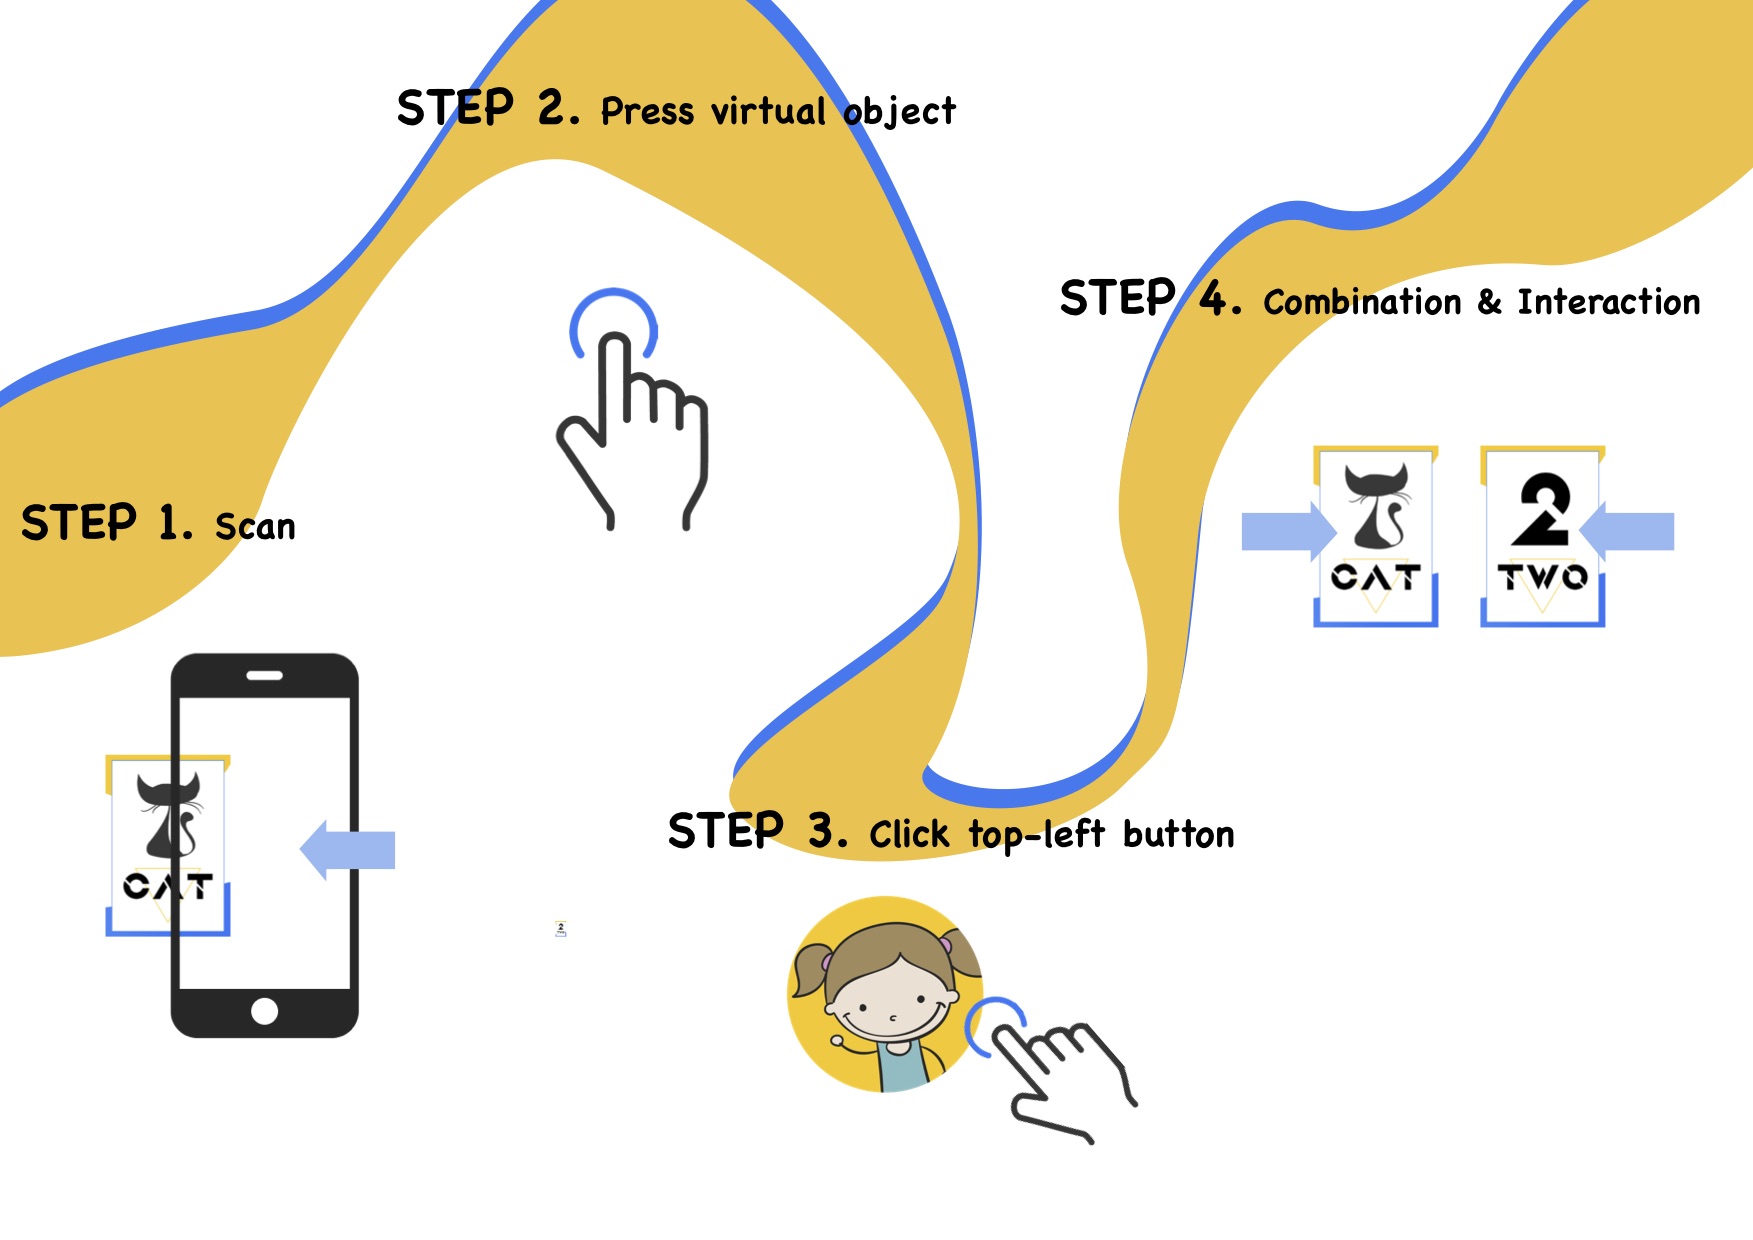 STEP 1. Scan
CAT
STEP 2. Press virtual object
STEP 3. Click top-left button
STEP 4. Combination & Interaction
CAT
2
TWO
2